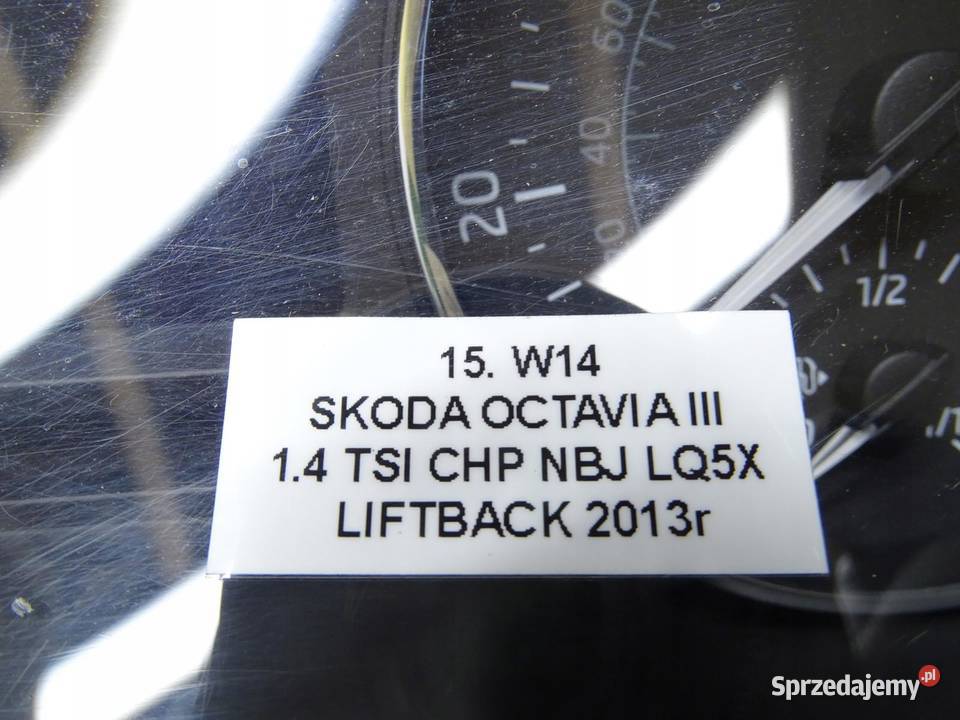 60
40
20
1/2
15. W14
SKODA OCTAVIA III
1.4 TSI CHP NBJ LQ5X
LIFTBACK 2013r
Sprzedajemy.pl